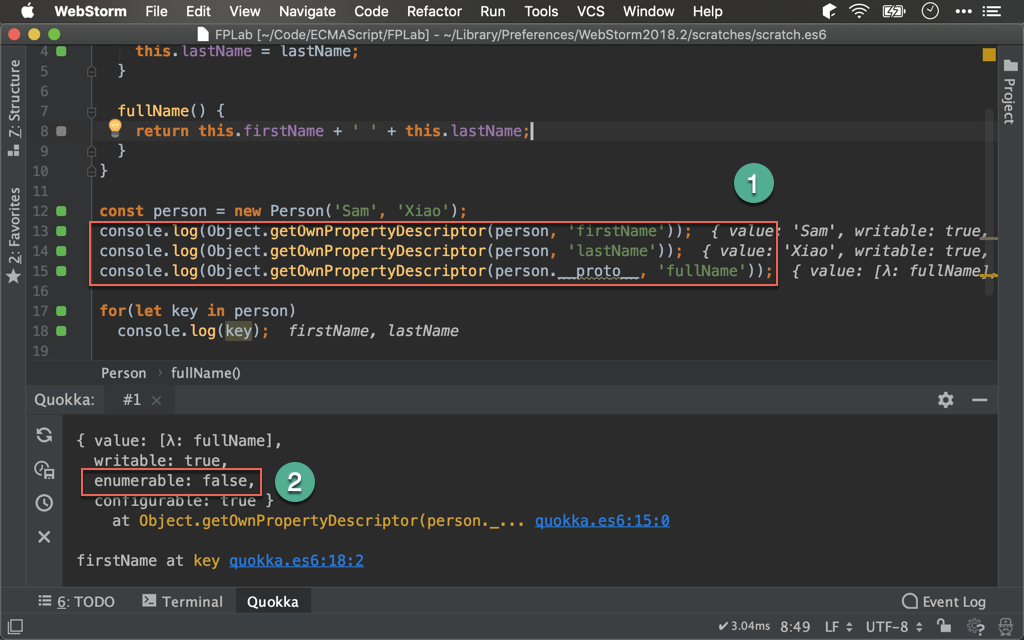 WebStorm File Edit View Navigate Code Refactor Run Tools VCS Window Help
FPLab [~/Code/ECMAScript/FPLab] - ~/Library/Preferences/WebStorm2018.2/scratches/scratch.es6
Z: Structure
2: Favorites
Project
4 this.lastName = lastName;
5 }
6
7 fullName() {
8 return this.firstName + ' ' + this.lastName;
9 }
10 }
11
1
12 const person = new Person('Sam', 'Xiao');
13 console.log(Object.getOwnPropertyDescriptor(person, 'firstName')); { value: 'Sam', writable: true,
14 console.log(Object.getOwnPropertyDescriptor(person, 'lastName')); { value: 'Xiao', writable: true,
15 console.log(Object.getOwnPropertyDescriptor(person.__proto__, 'fullName')); { value: [λ: fullName],
16
17 for(let key in person)
18 console.log(key); firstName, lastName
19
Person › fullName()
Quokka: #1
{ value: [λ: fullName],
writable: true,
enumerable: false,
2
configurable: true }
at Object.getOwnPropertyDescriptor(person._... quokka.es6:15:0
firstName at key quokka.es6:18:2
6: TODO Terminal Quokka Event Log
3.04ms 8:49 LF UTF-8